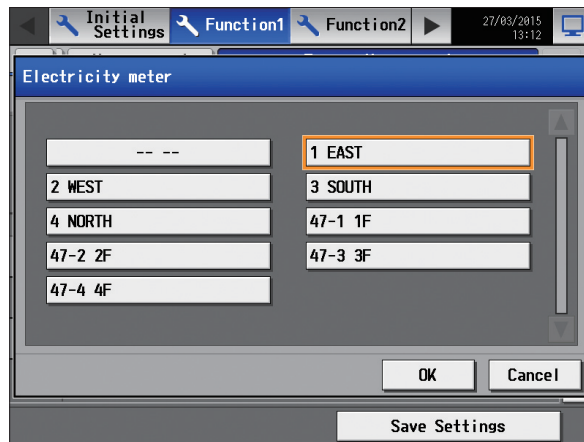 Initial
Settings
Function1
Function2
27/03/2015
13:12
Electricity meter
-- --
1 EAST
2 WEST
3 SOUTH
4 NORTH
47-1 1F
47-2 2F
47-3 3F
47-4 4F
OK
Cancel
Save Settings